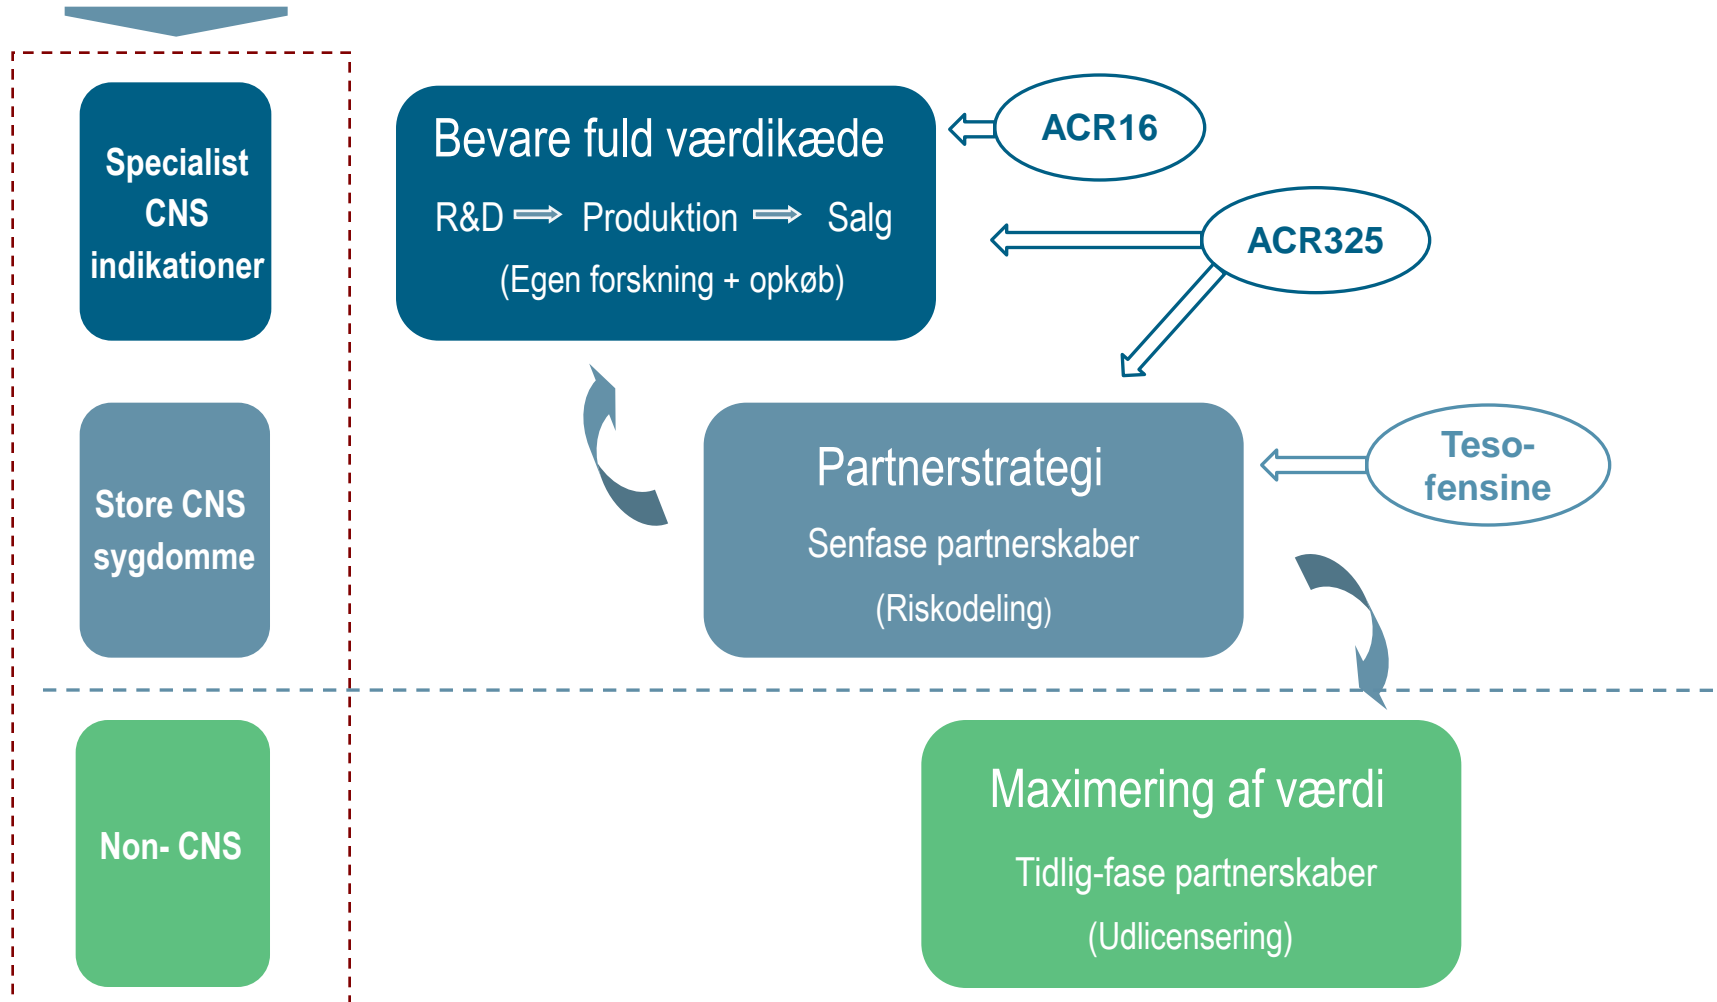 Specialist
CNS
indikationer
Bevare fuld værdikæde
R&D Produktion Salg
(Egen forskning + opkøb)
ACR16
ACR325
Store CNS
sygdomme
Partnerstrategi
Senfase partnerskaber
(Riskodeling)
Teso-
fensine
Non- CNS
Maximering af værdi
Tidlig-fase partnerskaber
(Udlicensering)